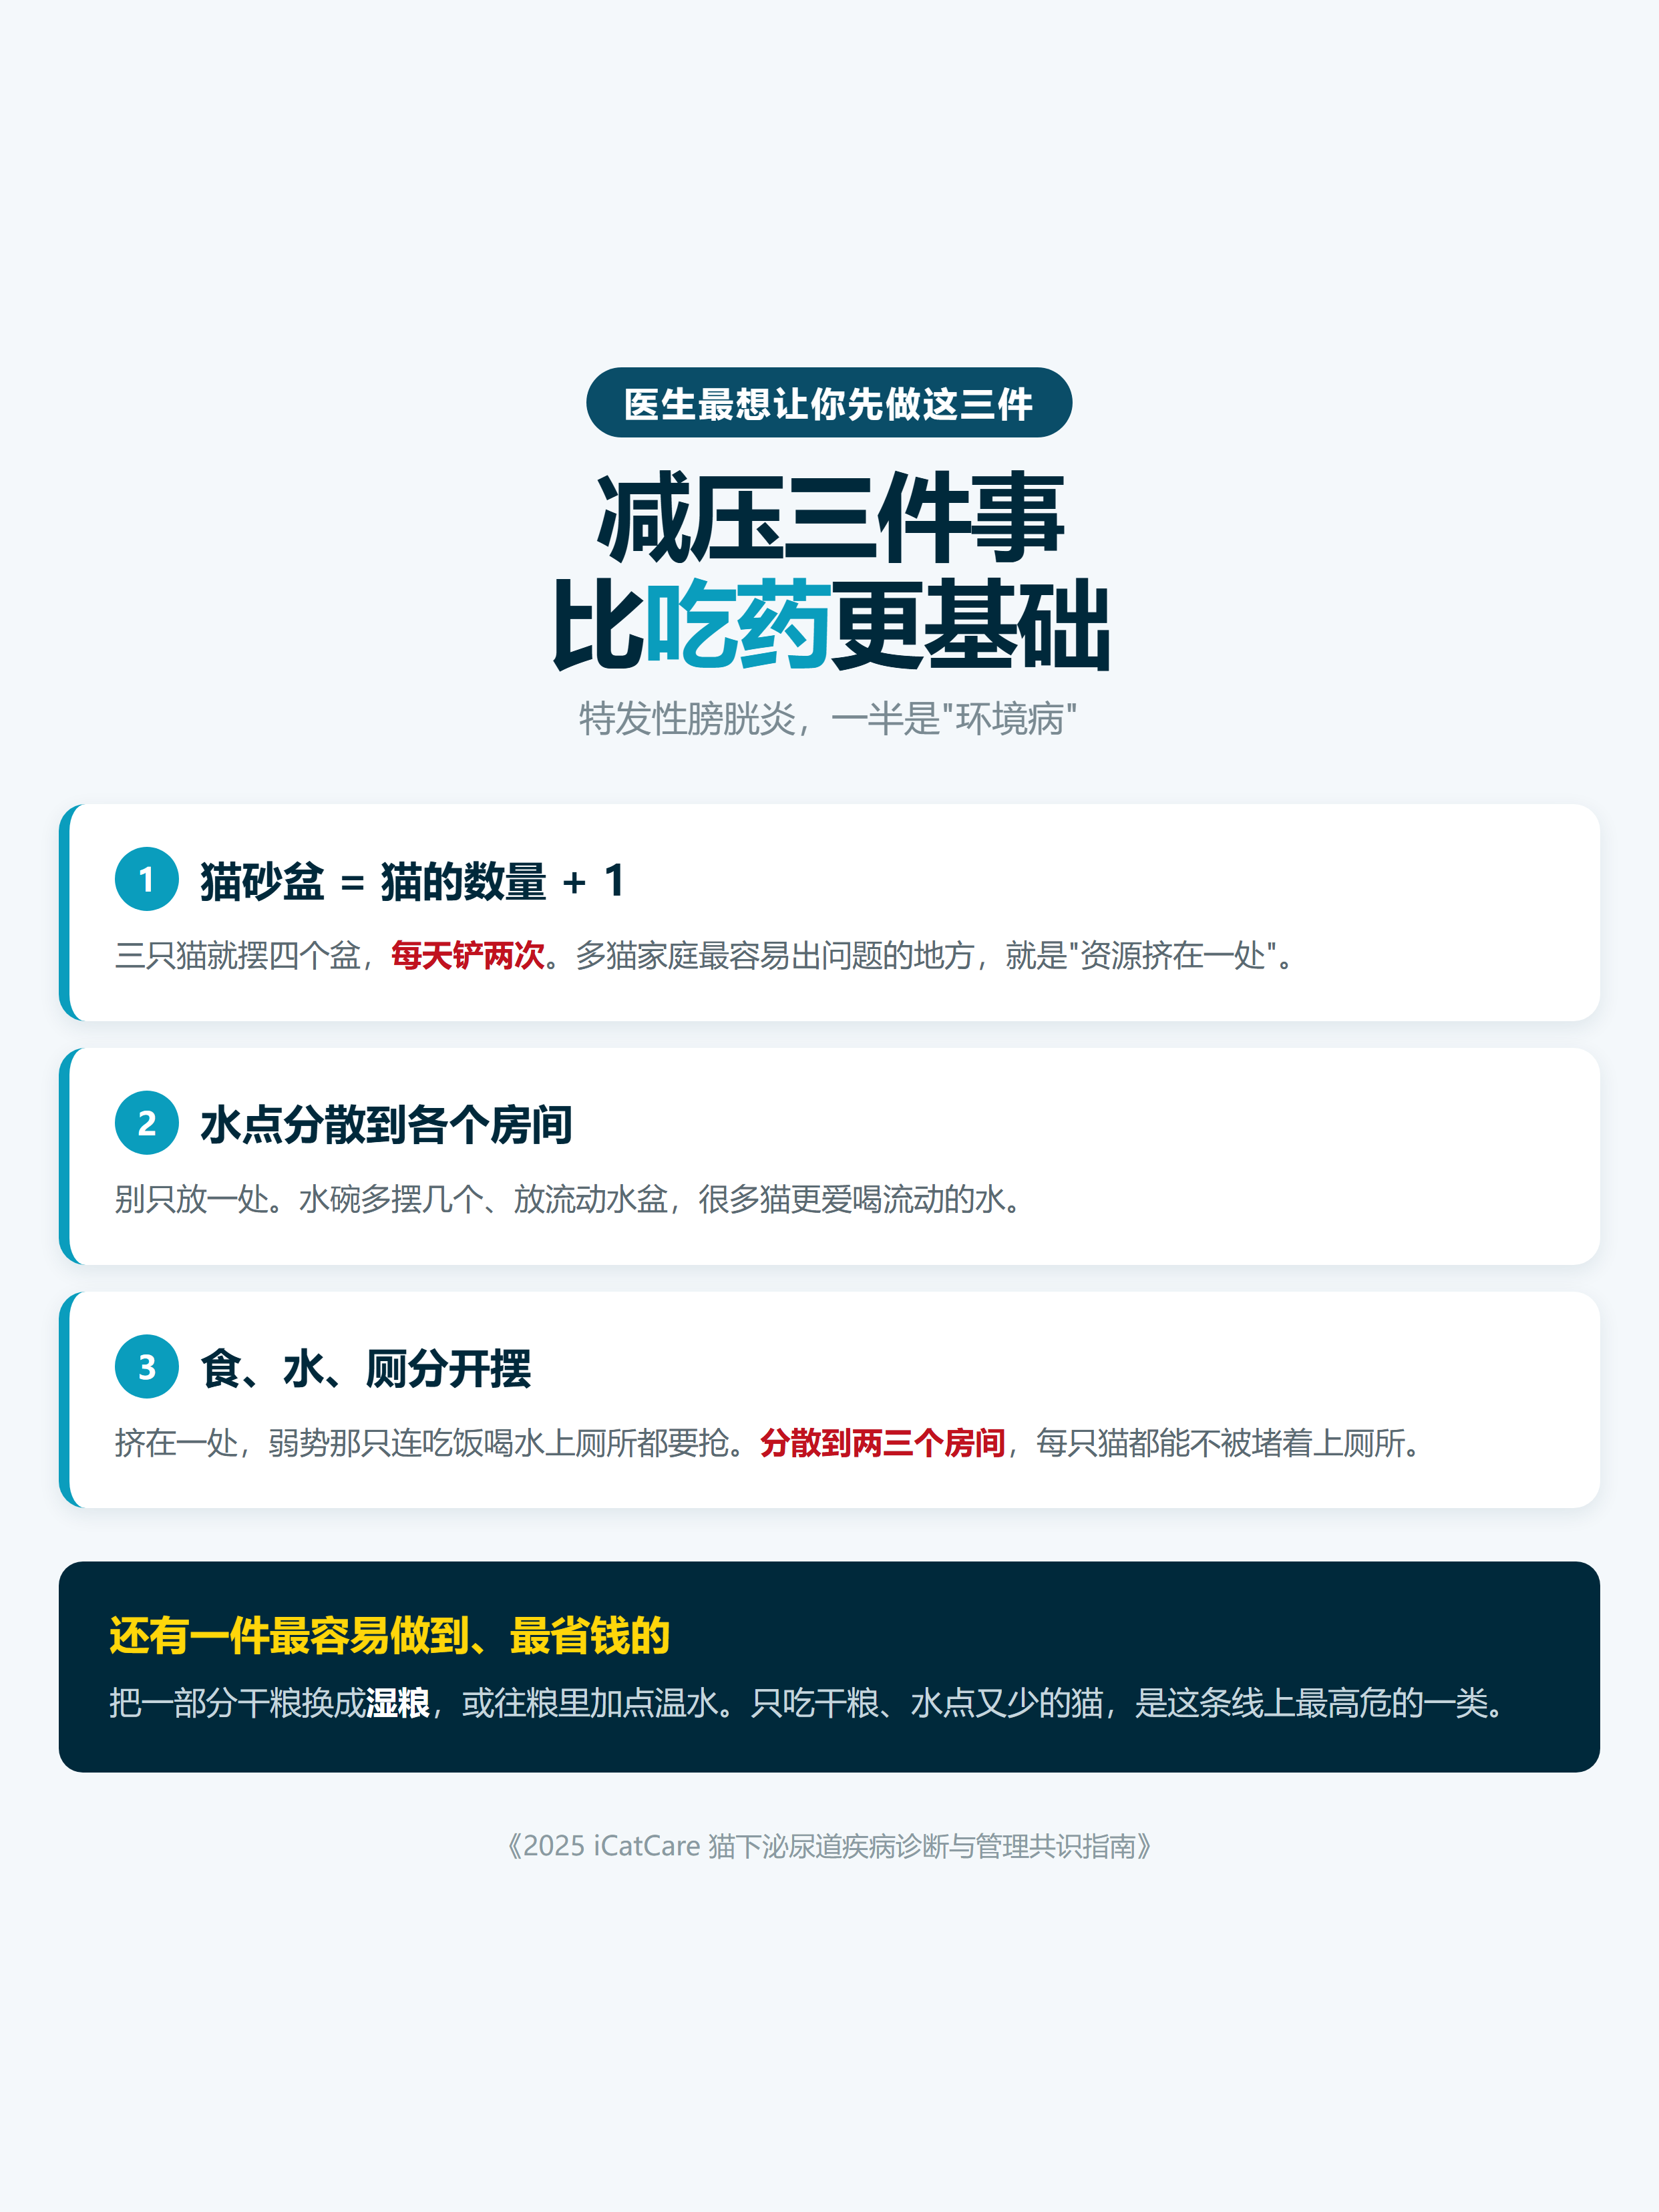 医生最想让你先做这三件
减压三件事
比吃药更基础
特发性膀胱炎，一半是"环境病"
1 猫砂盆 = 猫的数量 + 1
三只猫就摆四个盆，每天铲两次。多猫家庭最容易出问题的地方，就是"资源挤在一处"。
2 水点分散到各个房间
别只放一处。水碗多摆几个、放流动水盆，很多猫更爱喝流动的水。
3 食、水、厕分开摆
挤在一处，弱势那只连吃饭喝水上厕所都要抢。分散到两三个房间，每只猫都能不被堵着上厕所。
还有一件最容易做到、最省钱的
把一部分干粮换成湿粮，或往粮里加点温水。只吃干粮、水点又少的猫，是这条线上最高危的一类。
《2025 iCatCare 猫下泌尿道疾病诊断与管理共识指南》